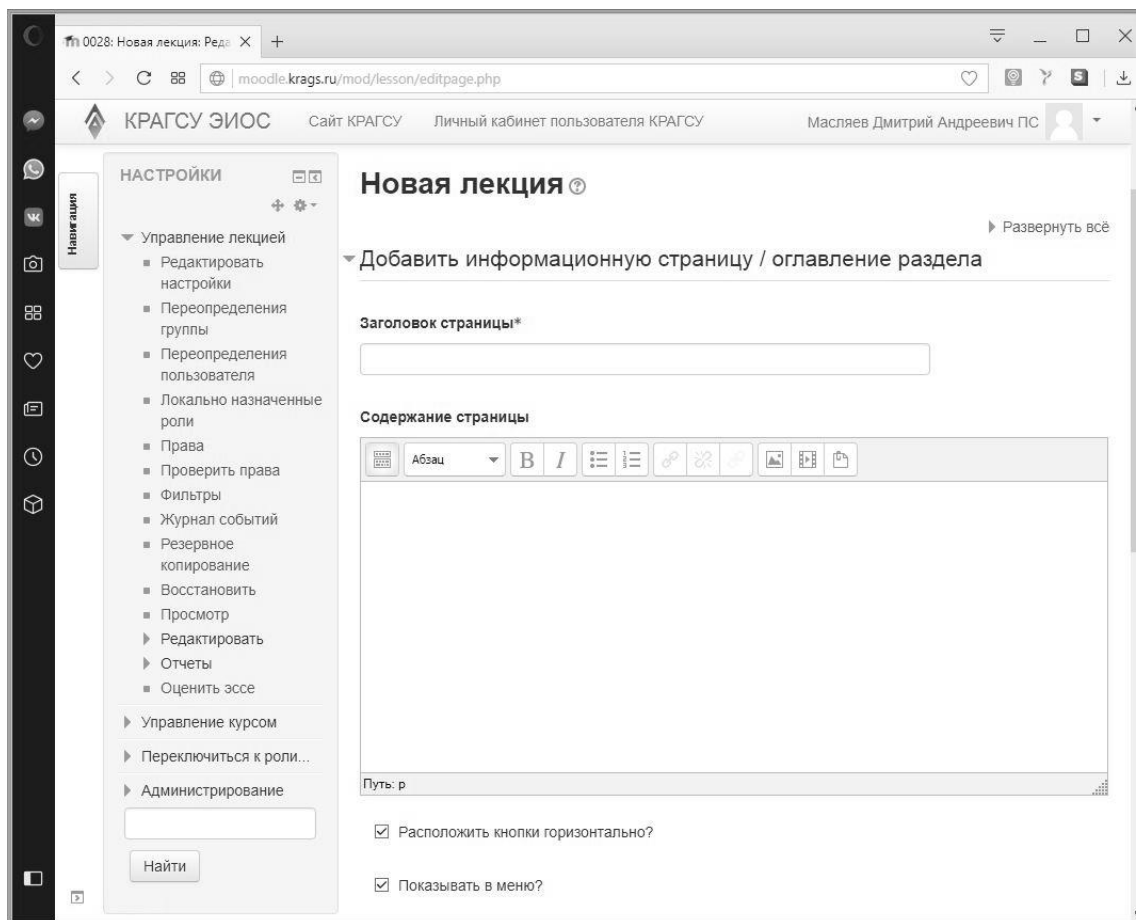 0028: Новая лекция: Реда
moodle.krags.ru/mod/lesson/editpage.php
КРАГСУ ЭИОС
Сайт КРАГСУ
Личный кабинет пользователя КРАГСУ
Масляев Дмитрий Андреевич ПС
Навигация
НАСТРОЙКИ
Управление лекцией
Редактировать
настройки
Переопределения
группы
Переопределения
пользователя
Локально назначенные
роли
Права
Проверить права
Фильтры
Журнал событий
Резервное
копирование
Восстановить
Просмотр
Редактировать
Отчеты
Оценить эссе
Управление курсом
Переключиться к роли...
Администрирование
Найти
Новая лекция
Развернуть всё
Добавить информационную страницу / оглавление раздела
Заголовок страницы*
Содержание страницы
Абзац
B I
Путь: p
Расположить кнопки горизонтально?
Показывать в меню?